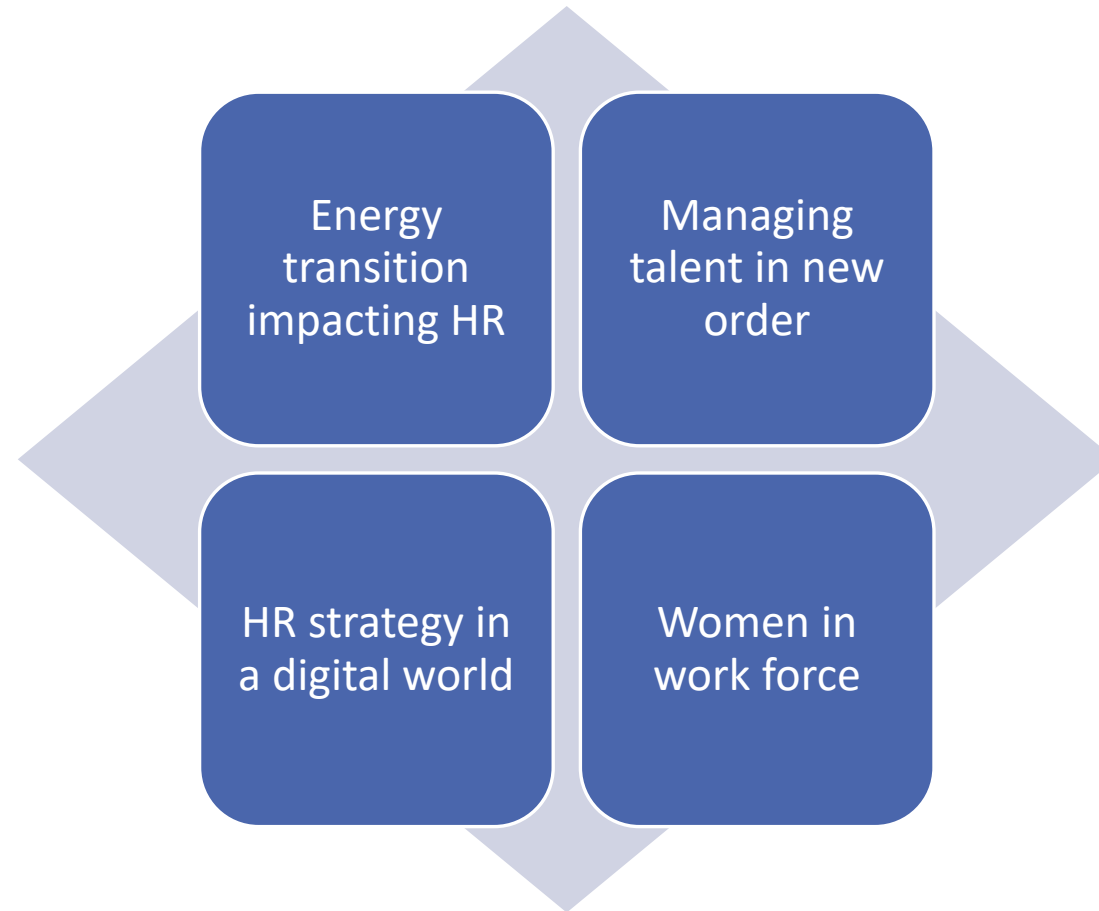 Energy
transition
impacting HR
Managing
talent in new
order
HR strategy in
a digital world
Women in
work force